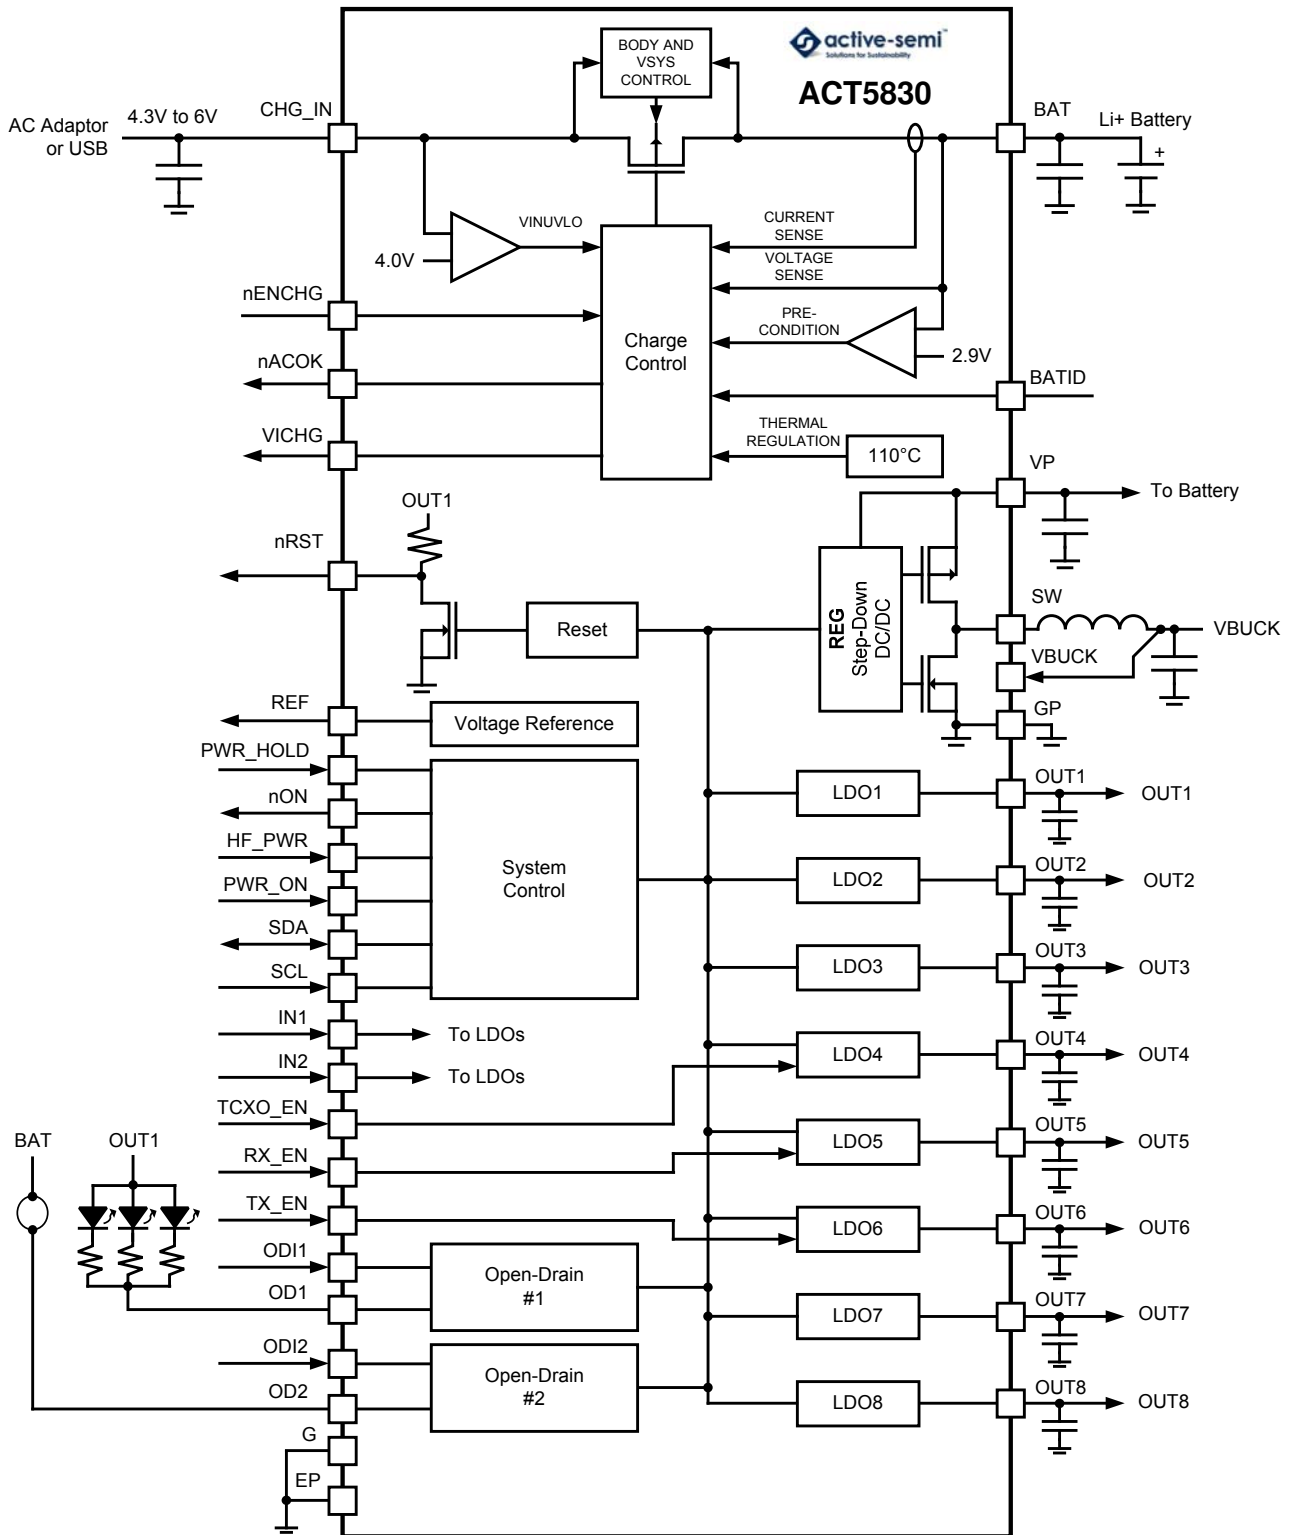 active-semi™
Solutions for Sustainability
ACT5830
BODY AND
VSYS
CONTROL
CHG_IN
4.3V to 6V
AC Adaptor
or USB
BAT
Li+ Battery
+
VINUVLO
4.0V
CURRENT
SENSE
VOLTAGE
SENSE
nENCHG
PRE-
CONDITION
Charge
Control
2.9V
nACOK
BATID
VICHG
THERMAL
REGULATION
110°C
VP
To Battery
OUT1
nRST
REG
Step-Down
DC/DC
SW
VBUCK
Reset
VBUCK
REF
Voltage Reference
GP
PWR_HOLD
nON
HF_PWR
PWR_ON
SDA
SCL
System
Control
LDO1
OUT1
OUT1
LDO2
OUT2
OUT2
LDO3
OUT3
OUT3
IN1
To LDOs
IN2
To LDOs
LDO4
OUT4
OUT4
TCXO_EN
BAT
OUT1
RX_EN
LDO5
OUT5
OUT5
TX_EN
LDO6
OUT6
OUT6
ODI1
OD1
Open-Drain
#1
LDO7
OUT7
OUT7
ODI2
OD2
Open-Drain
#2
LDO8
OUT8
OUT8
G
EP